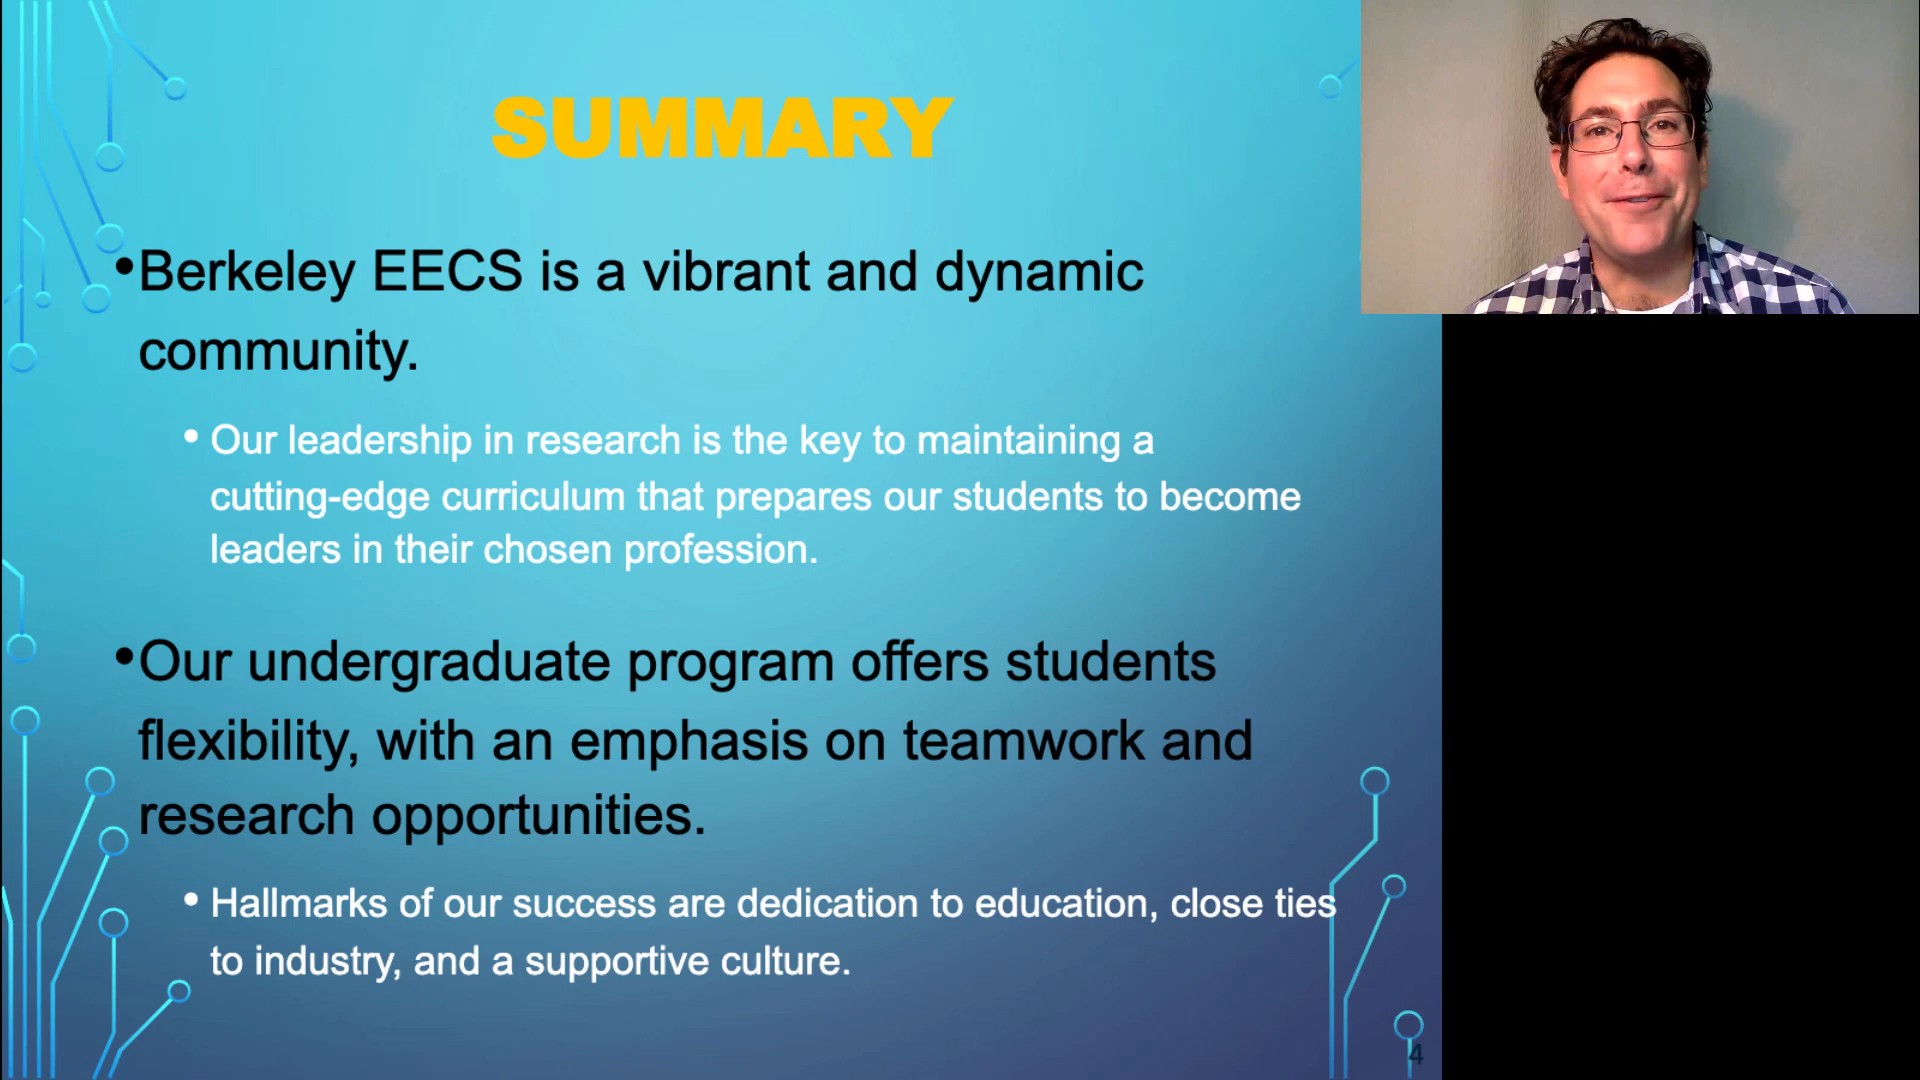 SUMMARY
•Berkeley EECS is a vibrant and dynamic
community.
• Our leadership in research is the key to maintaining a
cutting-edge curriculum that prepares our students to become
leaders in their chosen profession.
•Our undergraduate program offers students
flexibility, with an emphasis on teamwork and
research opportunities.
• Hallmarks of our success are dedication to education, close ties
to industry, and a supportive culture.
4